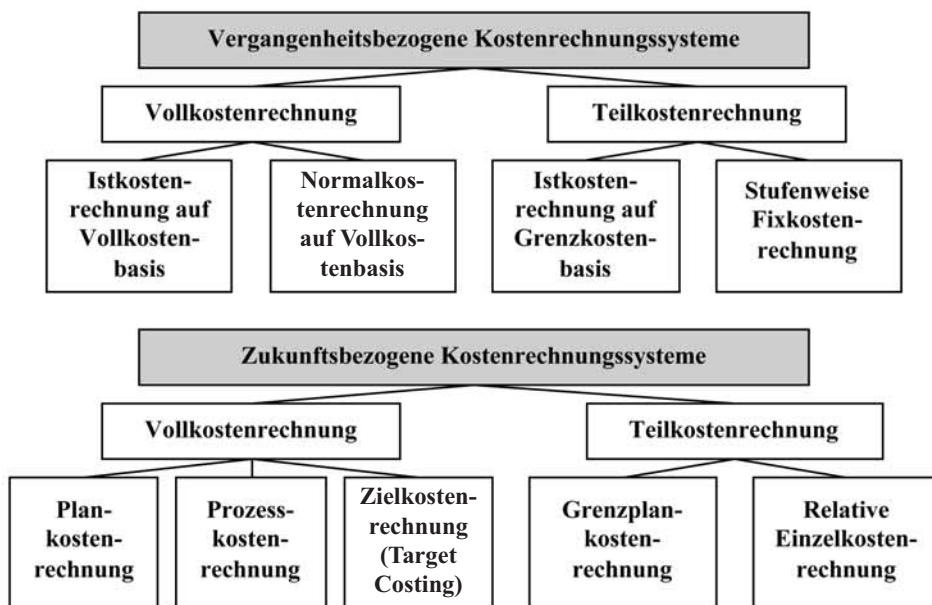 Vergangenheitsbezogene Kostenrechnungssysteme
Vollkostenrechnung
Teilkostenrechnung
Istkosten-
rechnung auf
Vollkosten-
basis
Normalkos-
tenrechnung
auf Vollkos-
tenbasis
Istkosten-
rechnung auf
Grenzkosten-
basis
Stufenweise
Fixkosten-
rechnung
Zukunftsbezogene Kostenrechnungssysteme
Vollkostenrechnung
Teilkostenrechnung
Plan-
kosten-
rechnung
Prozess-
kosten-
rechnung
Zielkosten-
rechnung
(Target
Costing)
Grenzplan-
kosten-
rechnung
Relative
Einzelkosten-
rechnung